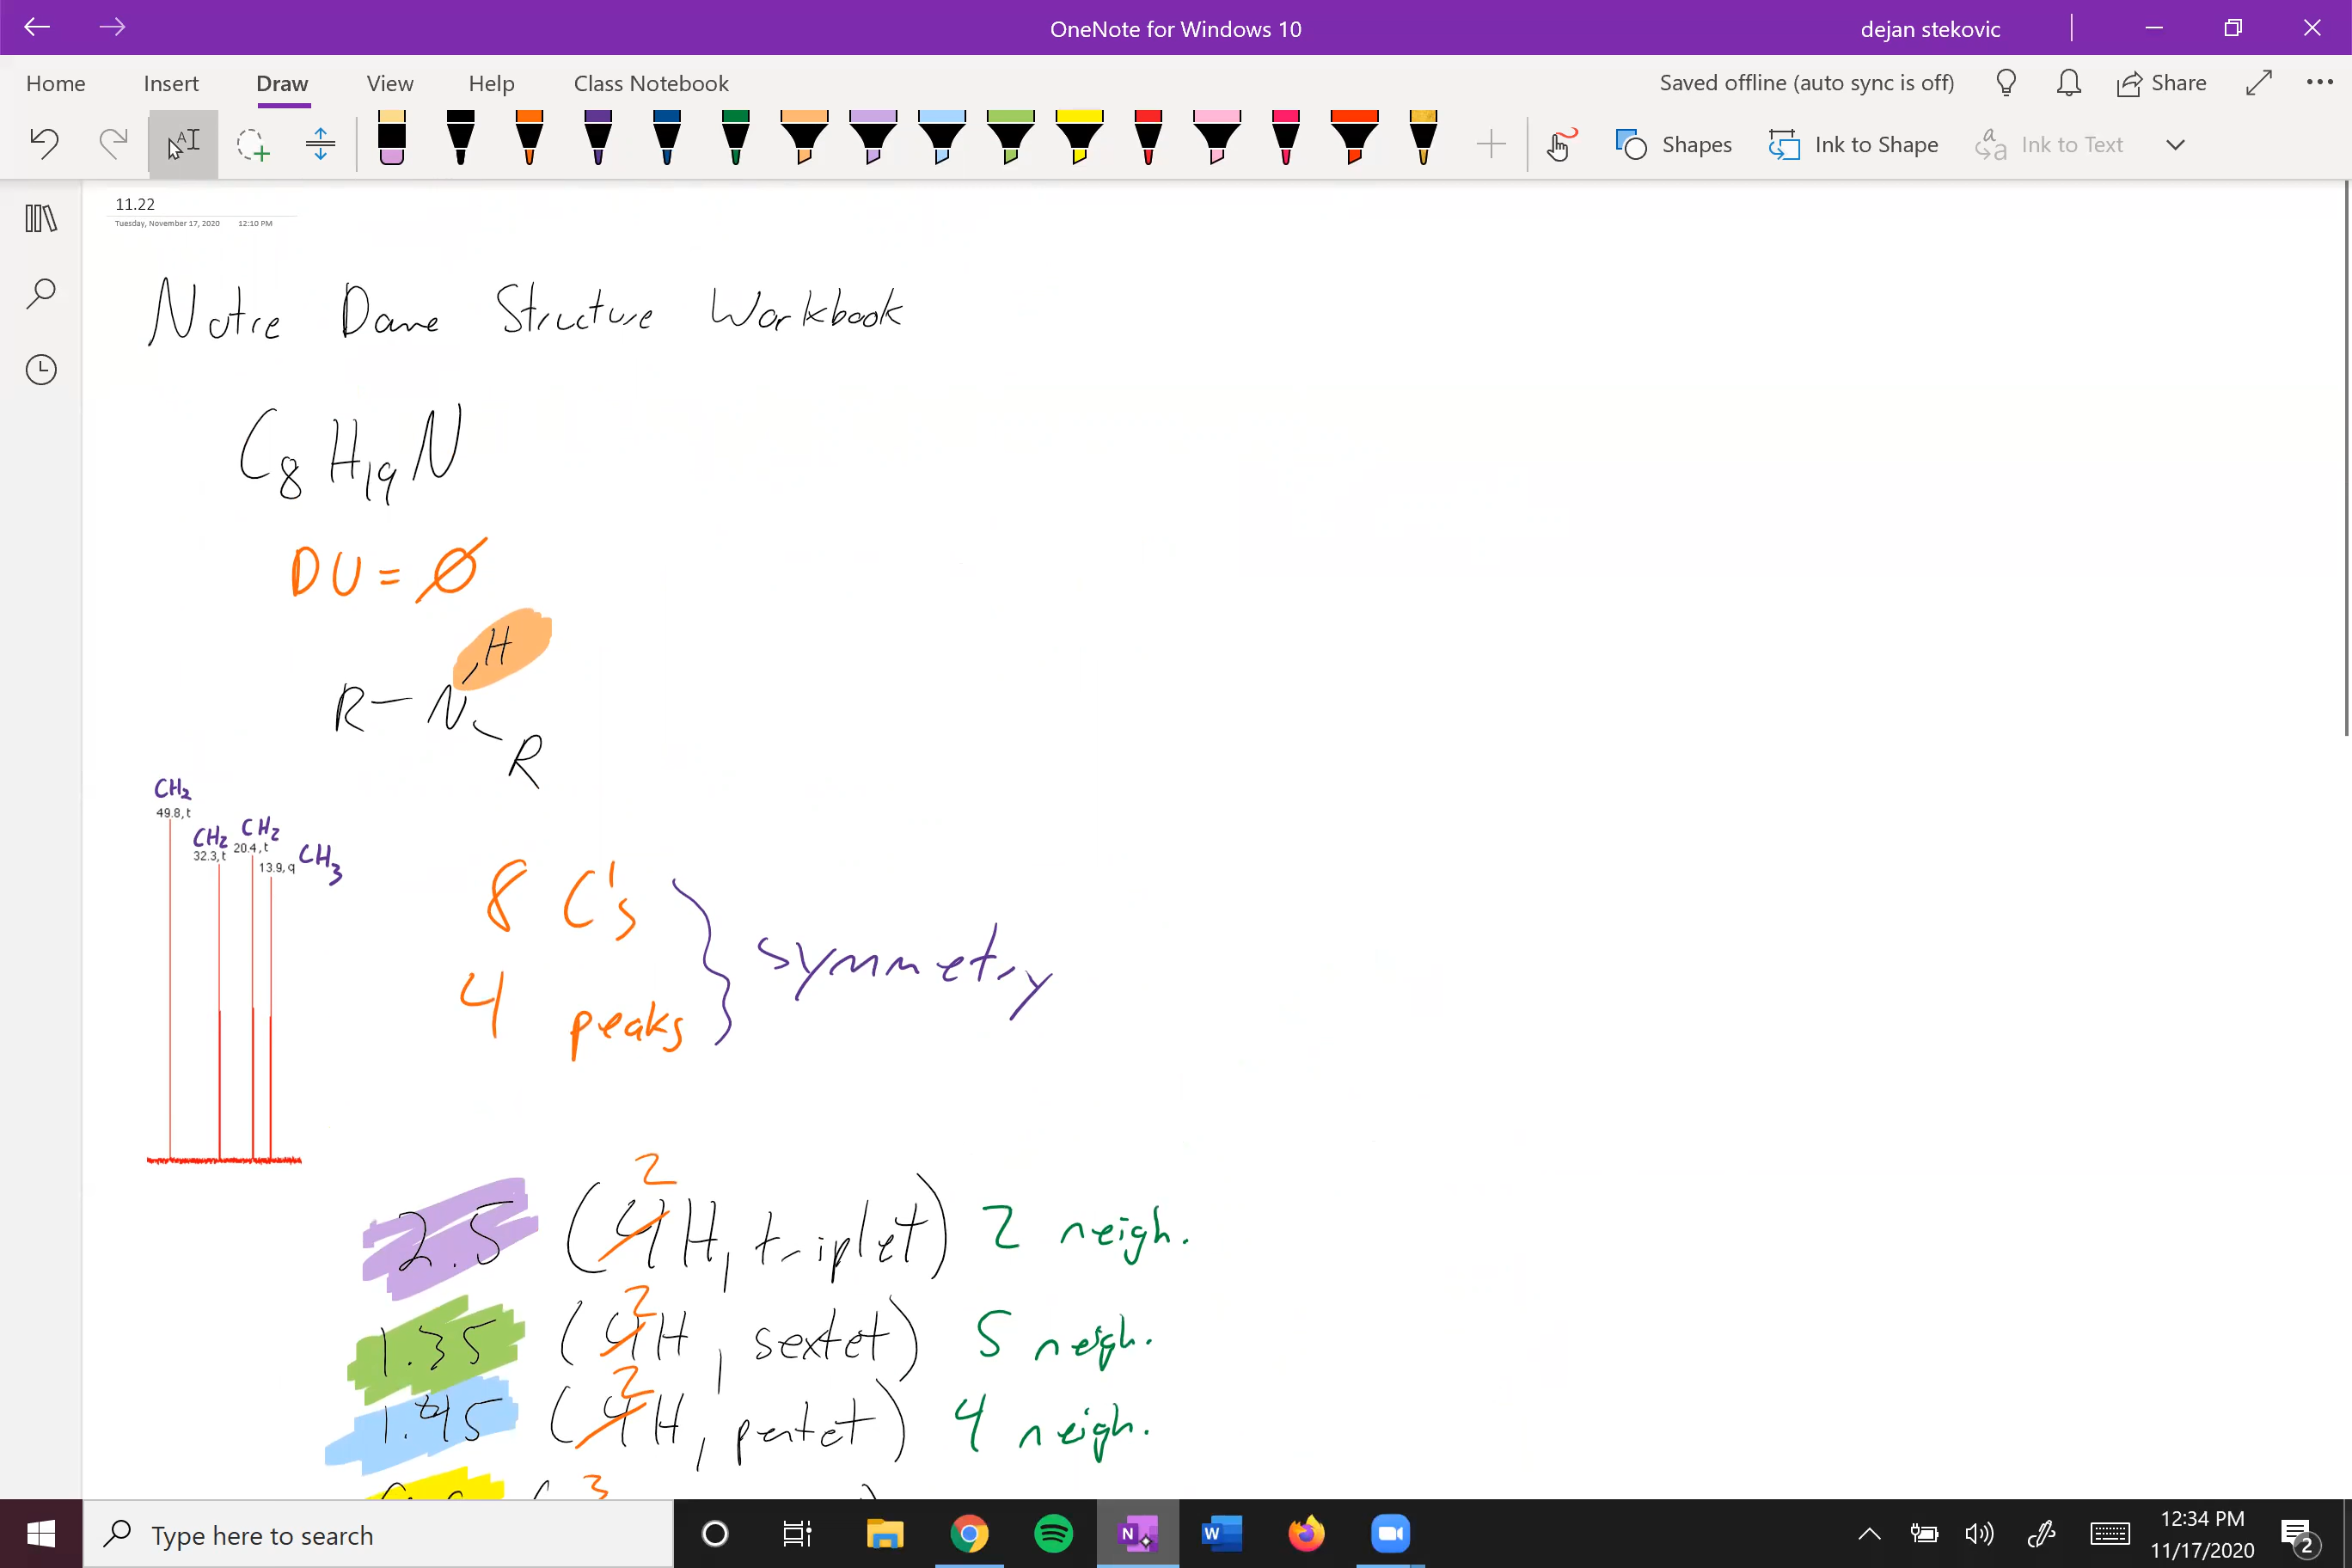 OneNote for Windows 10
dejan stekovic
Home Insert Draw View Help Class Notebook
Saved offline (auto sync is off)
Share
Shapes
Ink to Shape
Ink to Text
11.22
Tuesday, November 17, 2020 12:10 PM
Notre Dame Structure Workbook
C8H19N
DU = Ø
H
R - N
R
CH2
49.8,t
CH2
32.3,t
CH2
20.4,t
CH3
13.9,q
8 C's
4 peaks
symmetry
2
2.5 (4H, triplet) 2 neigh.
2
1.35 (4H, sextet) 5 neigh.
2
1.45 (4H, pentet) 4 neigh.
3
Type here to search
12:34 PM
11/17/2020
2